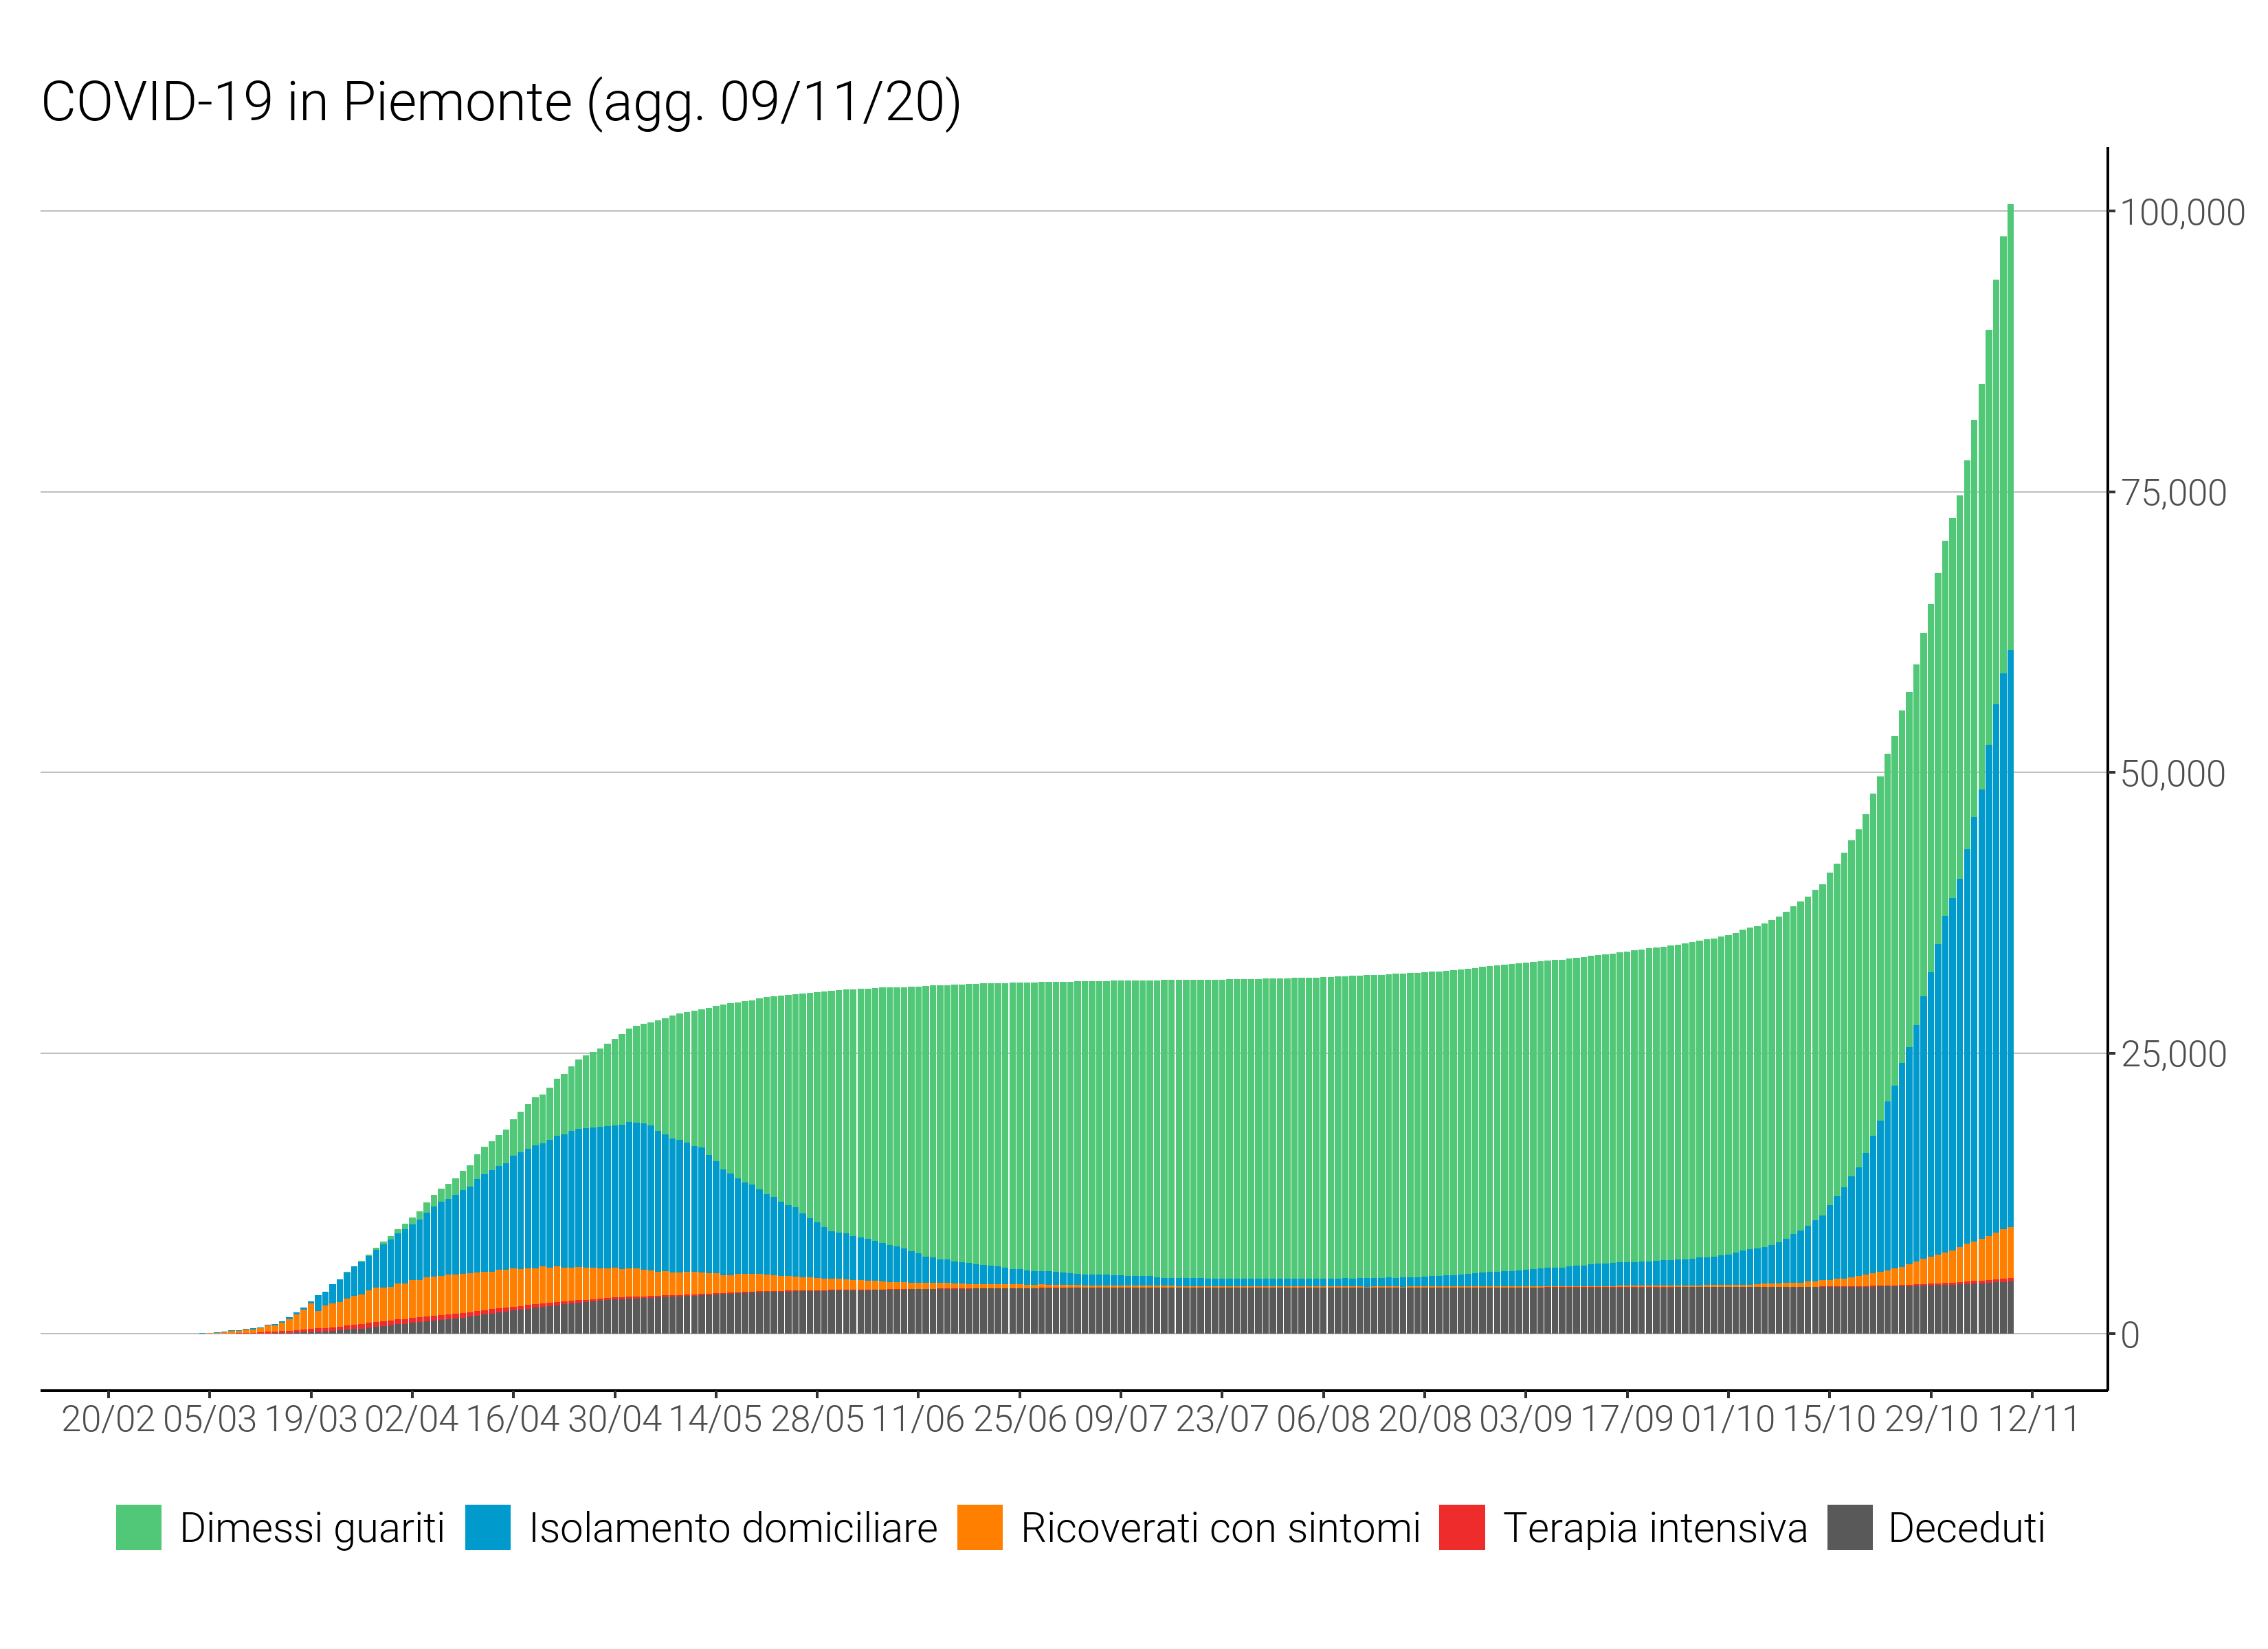 COVID-19 in Piemonte (agg. 09/11/20)
100,000
75,000
50,000
25,000
0
20/02 05/03 19/03 02/04 16/04 30/04 14/05 28/05 11/06 25/06 09/07 23/07 06/08 20/08 03/09 17/09 01/10 15/10 29/10 12/11
Dimessi guariti Isolamento domiciliare Ricoverati con sintomi Terapia intensiva Deceduti